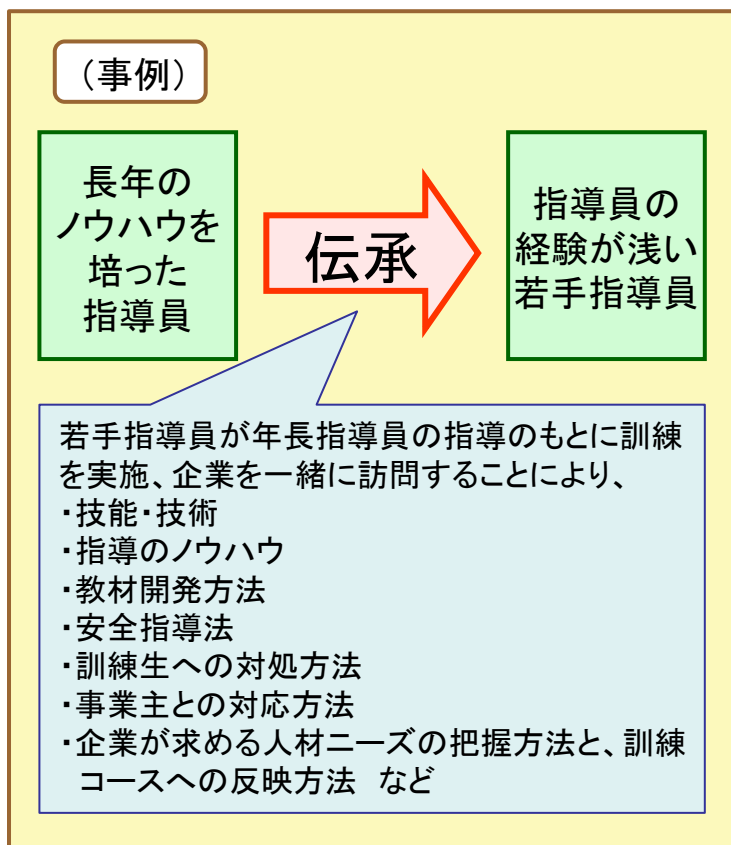 （事例）
長年の
ノウハウを
培った
指導員
伝承
指導員の
経験が浅い
若手指導員
若手指導員が年長指導員の指導のもとに訓練
を実施、企業を一緒に訪問することにより、
・技能・技術
・指導のノウハウ
・教材開発方法
・安全指導法
・訓練生への対処方法
・事業主との対応方法
・企業が求める人材ニーズの把握方法と、訓練
コースへの反映方法　など